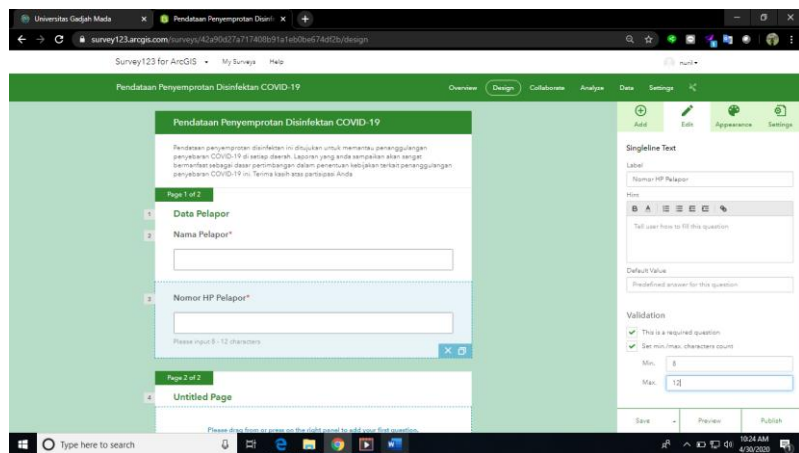 Universitas Gadjah Mada
Pendataan Penyemprotan Disin
survey123.arcgis.com/surveys/42a90d27a717408b91a1eb0be674df2b/design
Survey123 for ArcGIS
My Surveys
Help
nuril
Pendataan Penyemprotan Disinfektan COVID-19
Overview
Design
Collaborate
Analyze
Data
Settings
Pendataan Penyemprotan Disinfektan COVID-19
Pendataan penyemprotan disinfektan ini ditujukan untuk memantau penanggulangan
penyebaran COVID-19 di setiap daerah. Laporan yang anda sampaikan akan sangat
bermanfaat sebagai dasar pertimbangan dalam penentuan kebijakan terkait penanggulangan
penyebaran COVID-19 ini. Terima kasih atas partisipasi Anda
Page 1 of 2
1
Data Pelapor
2
Nama Pelapor*
3
Nomor HP Pelapor*
Please input 8 - 12 characters
Page 2 of 2
4
Untitled Page
Please drag from or press on the right panel to add your first question.
Add
Edit
Appearance
Settings
Singleline Text
Label
Nomor HP Pelapor
Hint
B A
Tell user how to fill this question
Default Value
Predefined answer for this question
Validation
This is a required question
Set min./max. characters count
Min.
8
Max.
12
Save
Preview
Publish
Type here to search
10:24 AM
4/30/2020